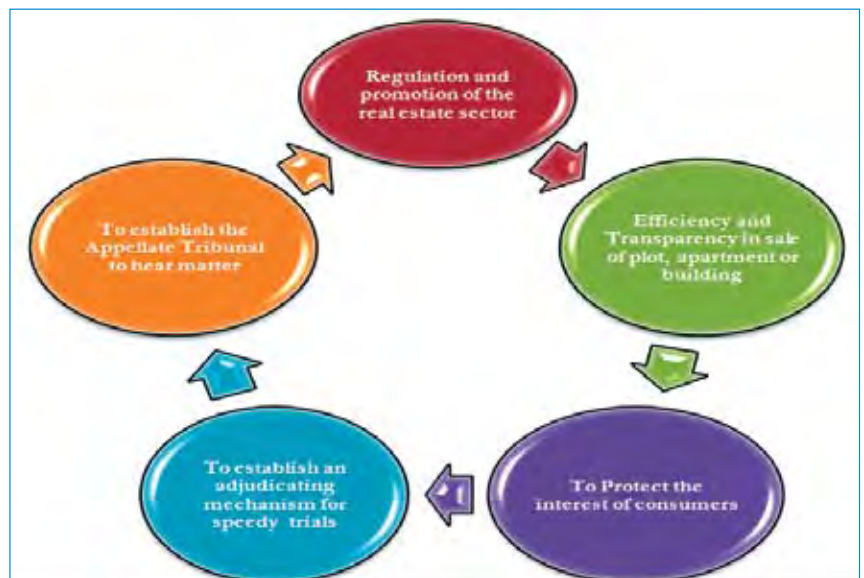 Regulation and
promotion of the
real estate sector
Efficiency and
Transparency in sale
of plot, apartment or
building
To Protect the
interest of consumers
To establish an
adjudicating
mechanism for
speedy trials
To establish the
Appellate Tribunal
to hear matter